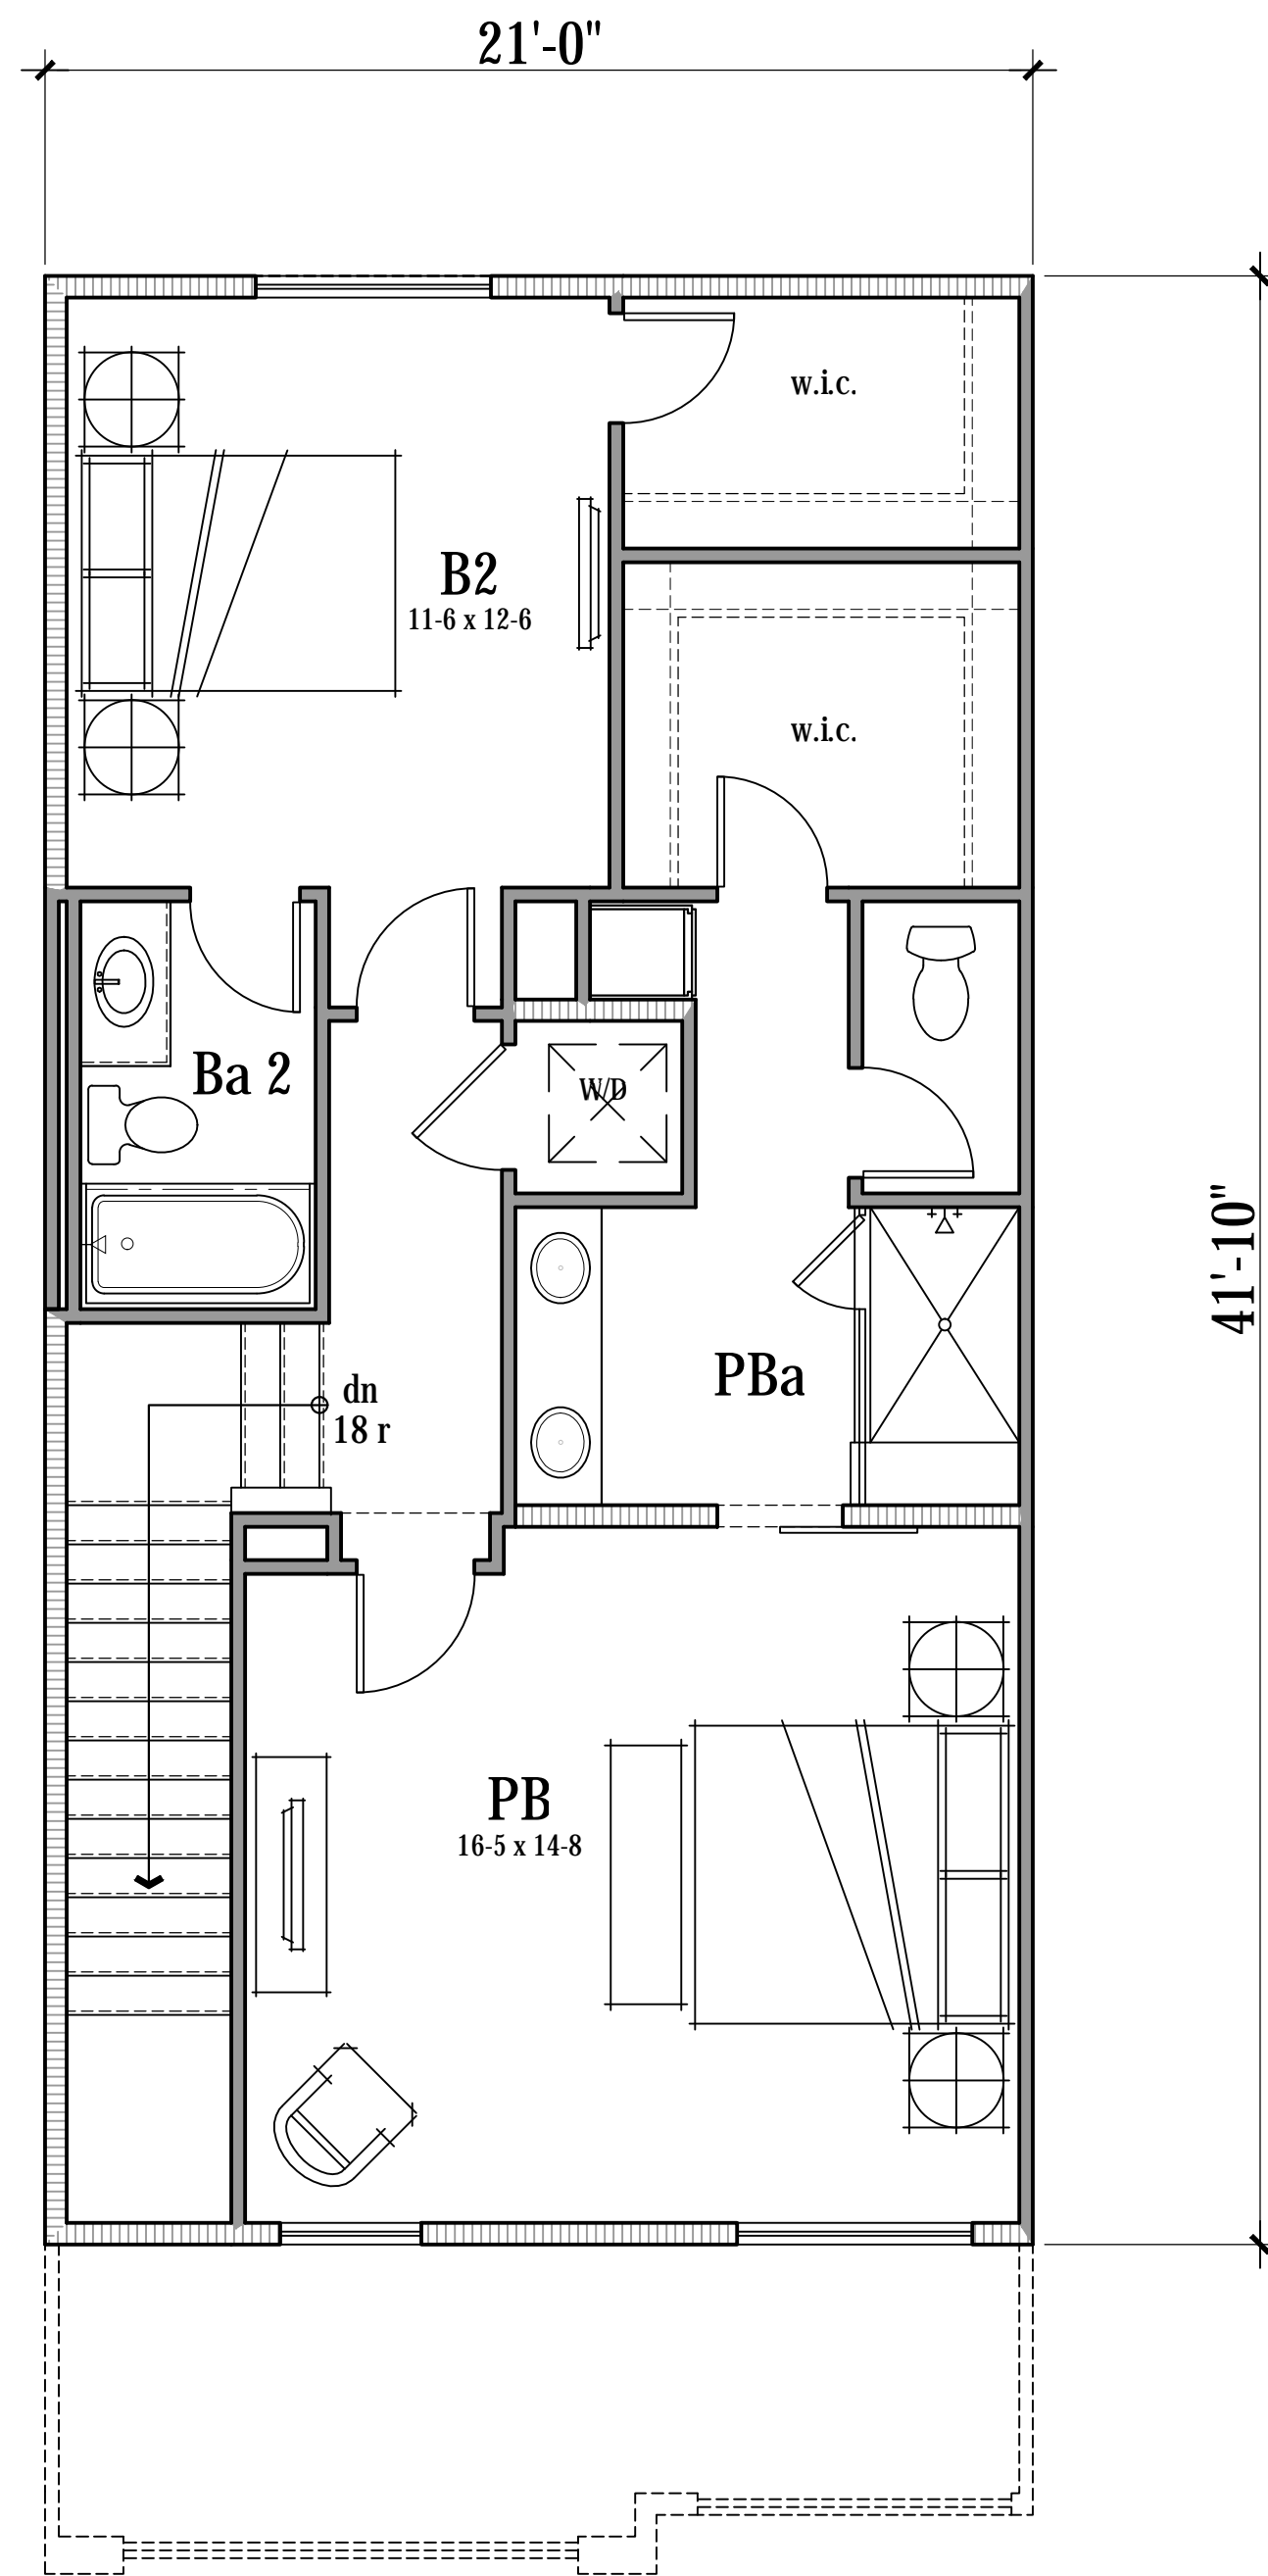 21'-0"
w.i.c.
B2
11-6 x 12-6
w.i.c.
Ba 2
W/D
41'-10"
PBa
dn
18 r
PB
16-5 x 14-8